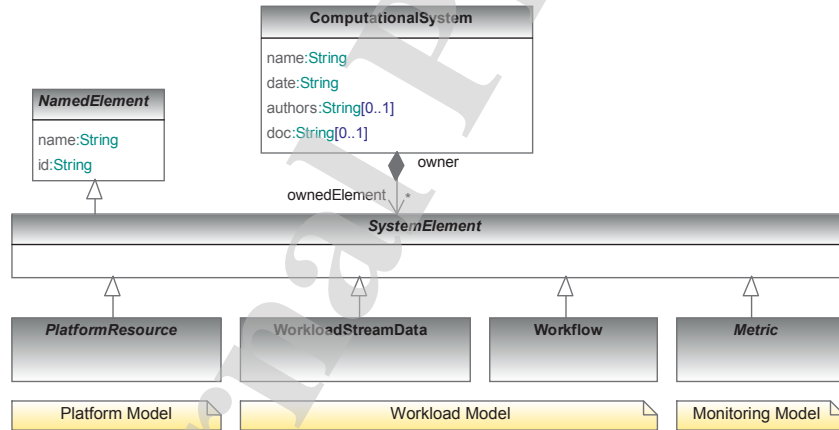 ComputationalSystem
name:String
date:String
authors:String[0..1]
doc:String[0..1]
NamedElement
name:String
id:String
owner
ownedElement *
SystemElement
PlatformResource WorkloadStreamData Workflow Metric
Platform Model Workload Model Monitoring Model